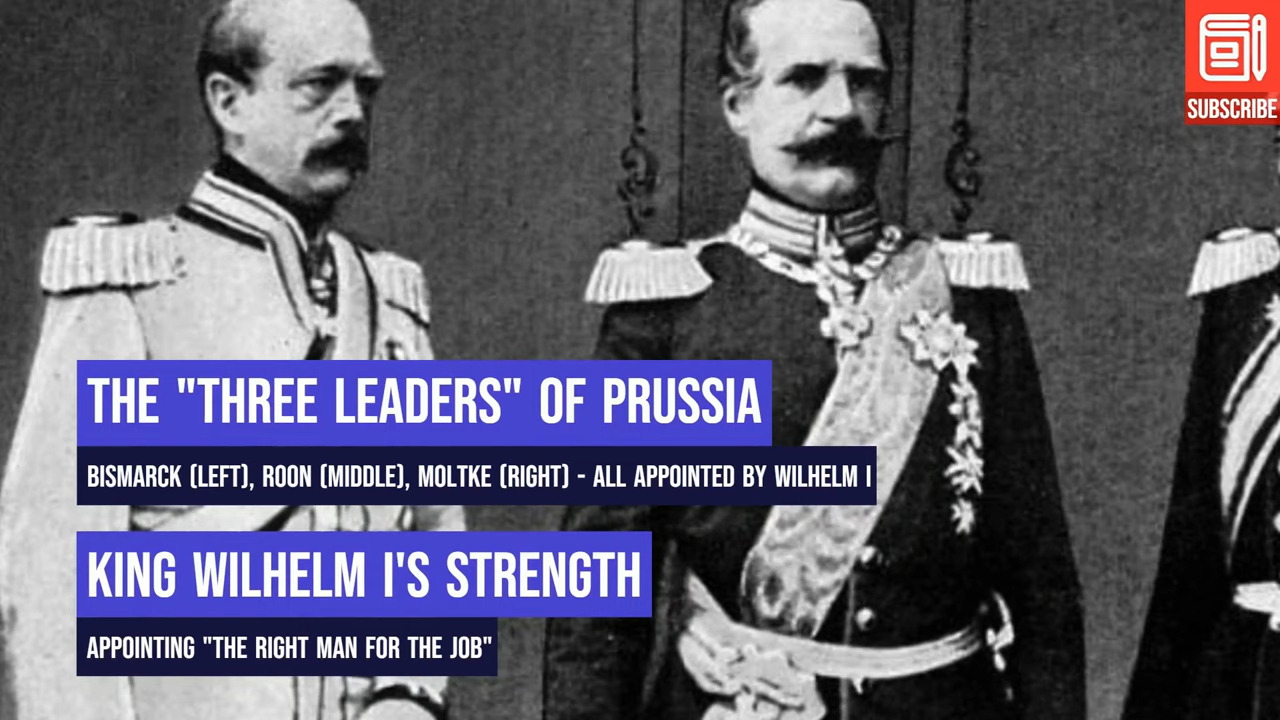 SUBSCRIBE
THE "THREE LEADERS" OF PRUSSIA
BISMARCK (LEFT), ROON (MIDDLE), MOLTKE (RIGHT) - ALL APPOINTED BY WILHELM I
KING WILHELM I'S STRENGTH
APPOINTING "THE RIGHT MAN FOR THE JOB"